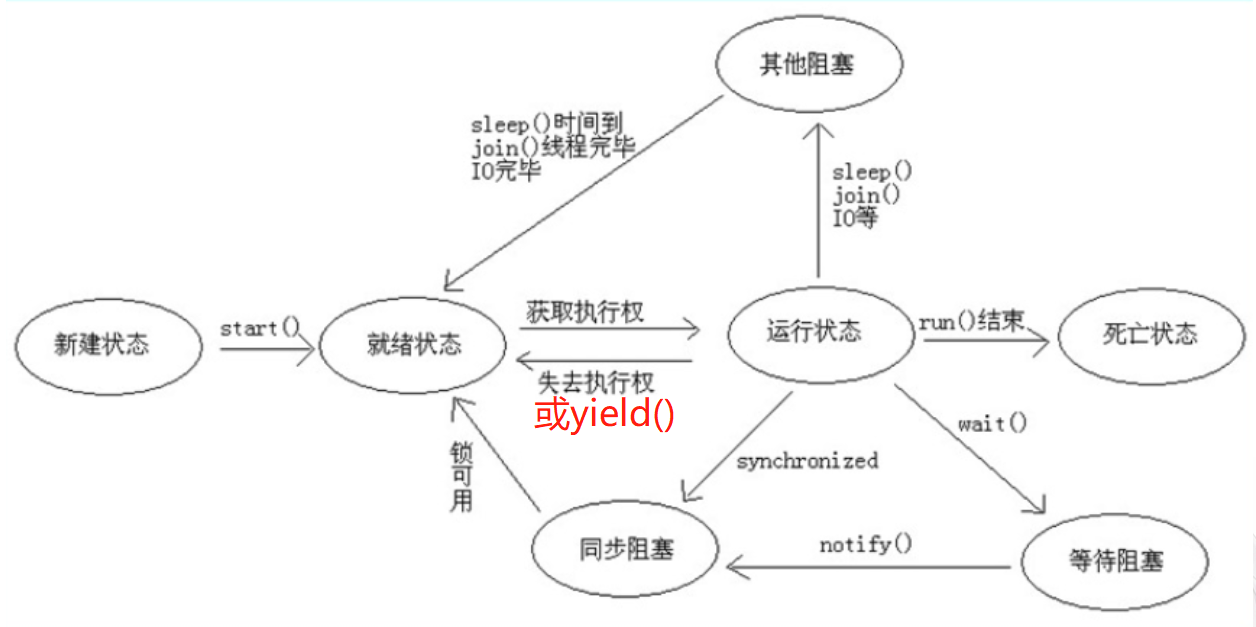 其他阻塞
sleep()时间到
join()线程完毕
IO完毕
sleep()
join()
IO等
新建状态
start()
就绪状态
获取执行权
失去执行权
或yield()
运行状态
run()结束
死亡状态
锁
可
用
synchronized
wait()
同步阻塞
notify()
等待阻塞